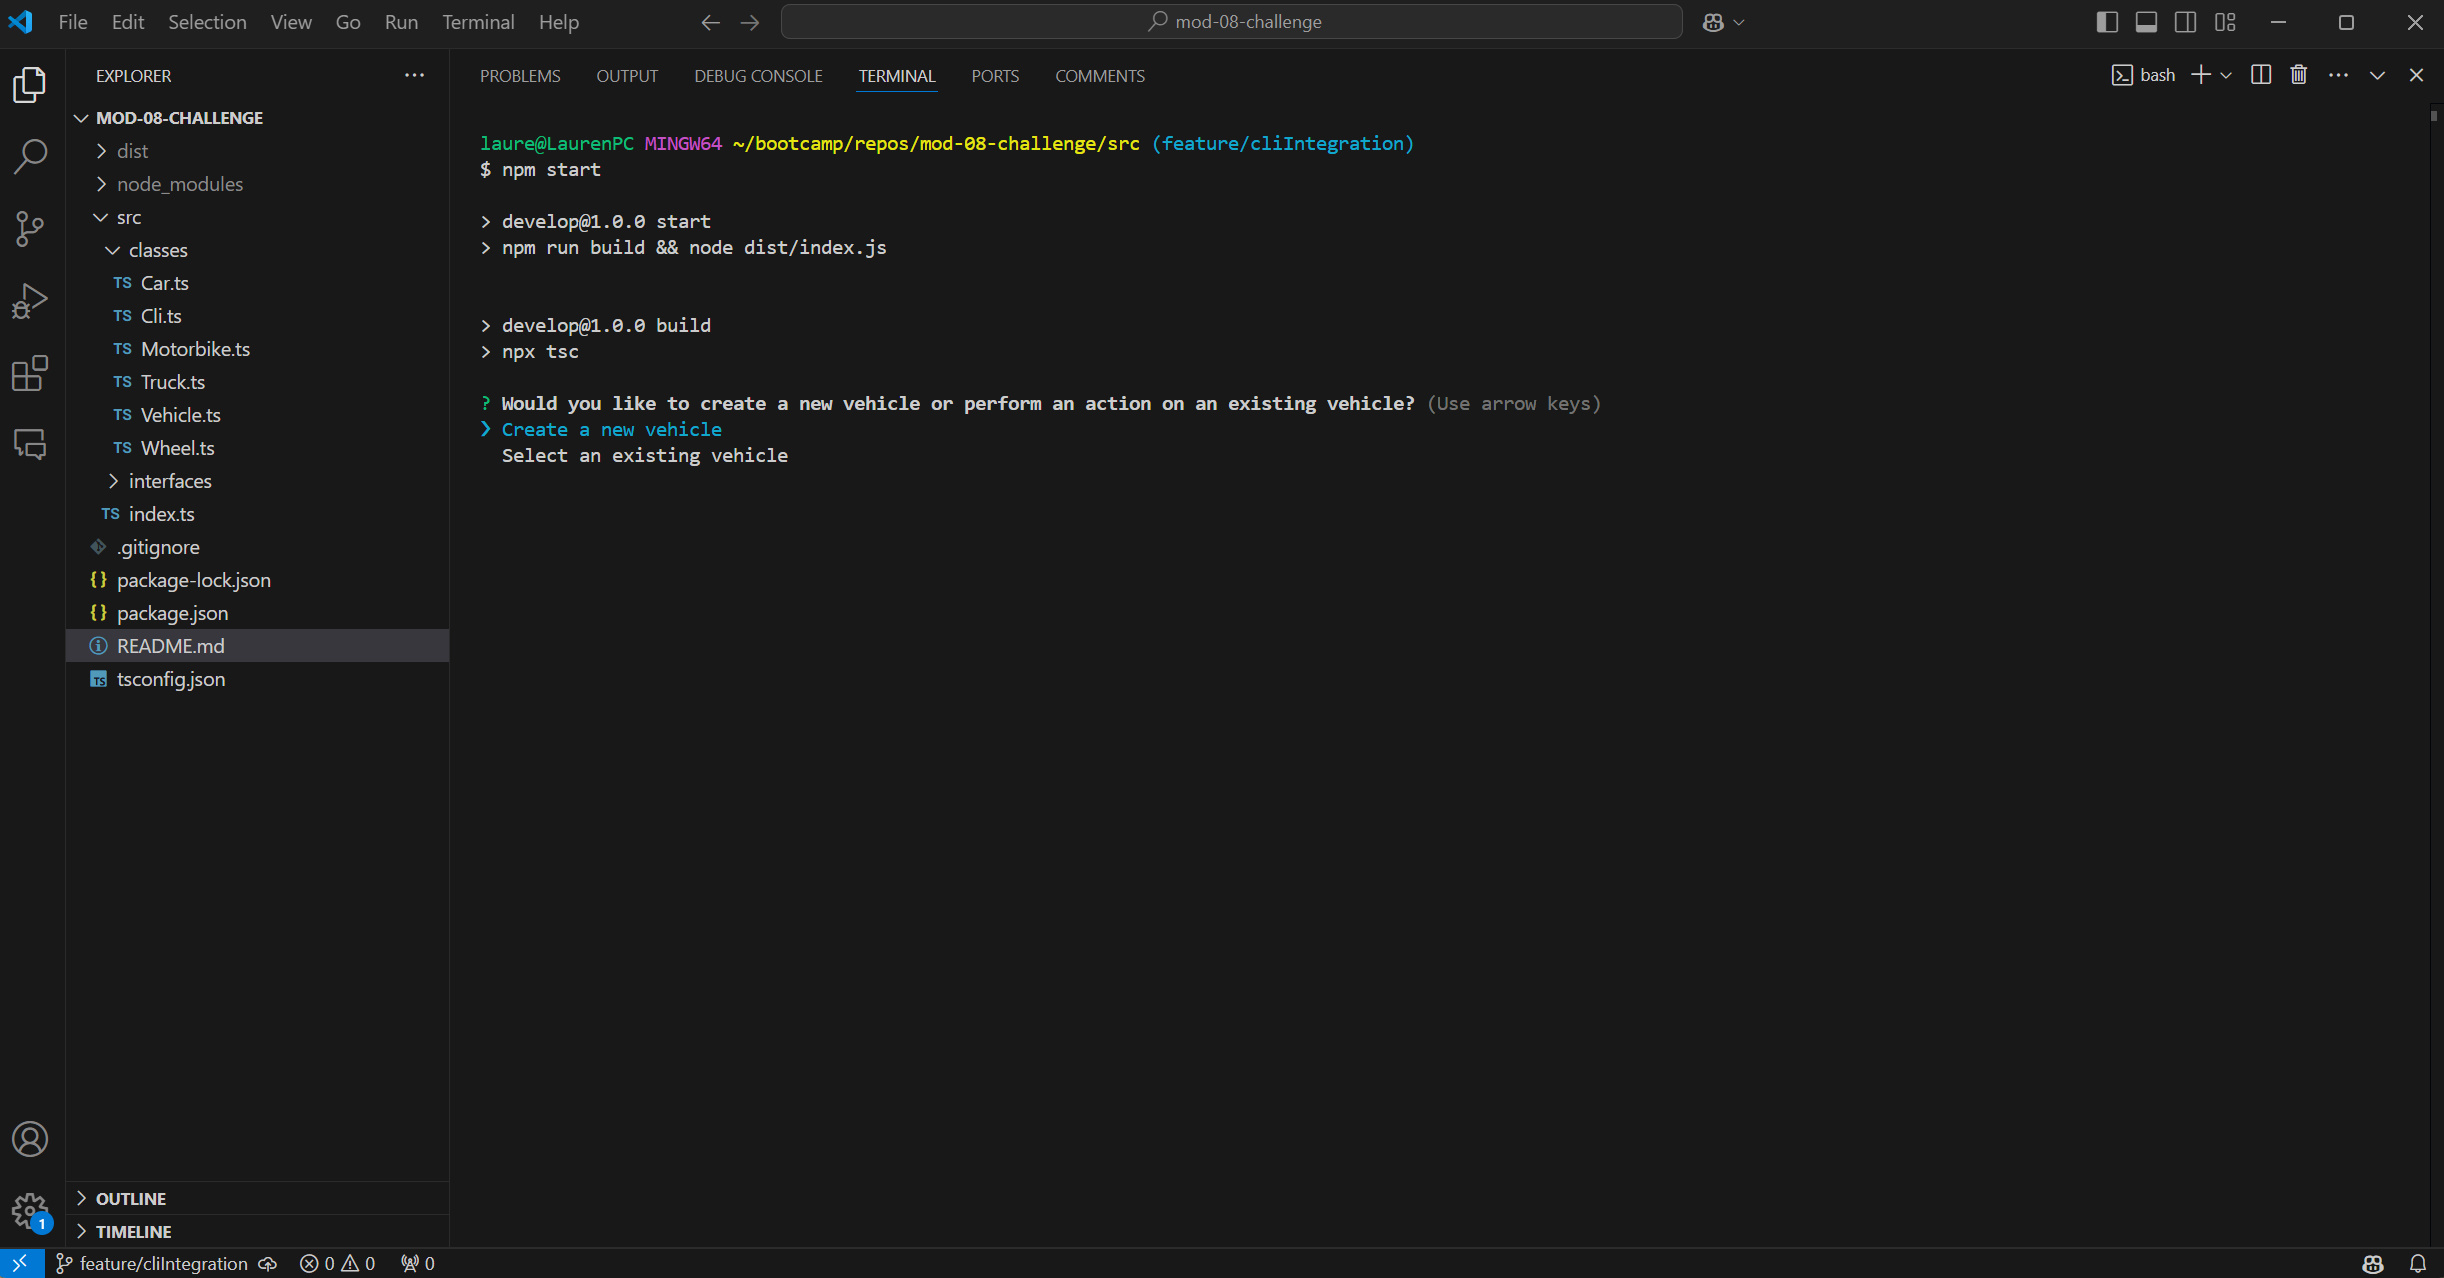 File Edit Selection View Go Run Terminal Help
mod-08-challenge
EXPLORER
MOD-08-CHALLENGE
dist
node_modules
src
classes
TS Car.ts
TS Cli.ts
TS Motorbike.ts
TS Truck.ts
TS Vehicle.ts
TS Wheel.ts
interfaces
TS index.ts
.gitignore
{} package-lock.json
{} package.json
README.md
TS tsconfig.json
OUTLINE
TIMELINE
1
PROBLEMS OUTPUT DEBUG CONSOLE TERMINAL PORTS COMMENTS
bash
laure@LaurenPC MINGW64 ~/bootcamp/repos/mod-08-challenge/src (feature/cliIntegration)
$ npm start
> develop@1.0.0 start
> npm run build && node dist/index.js
> develop@1.0.0 build
> npx tsc
? Would you like to create a new vehicle or perform an action on an existing vehicle? (Use arrow keys)
❯ Create a new vehicle
Select an existing vehicle
feature/cliIntegration 0 0 0